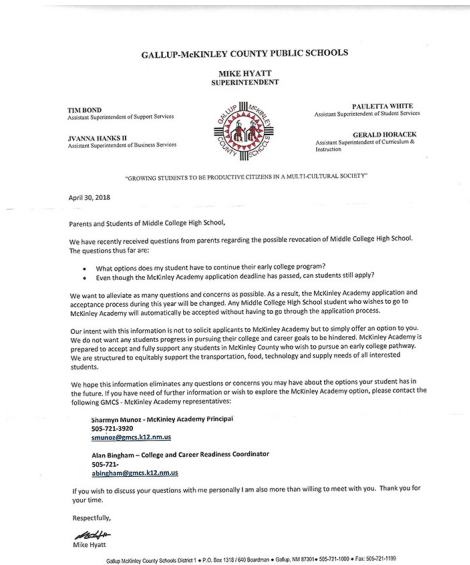 GALLUP-McKINLEY COUNTY PUBLIC SCHOOLS
MIKE HYATT
SUPERINTENDENT
TIM BOND
Assistant Superintendent of Support Services
PAULETTA WHITE
Assistant Superintendent of Student Services
JVANNA HANKS II
Assistant Superintendent of Business Services
GERALD HORACEK
Assistant Superintendent of Curriculum &
Instruction
GALLUP McKINLEY
COUNTY SCHOOLS
"GROWING STUDENTS TO BE PRODUCTIVE CITIZENS IN A MULTI-CULTURAL SOCIETY"
April 30, 2018
Parents and Students of Middle College High School,
We have recently received questions from parents regarding the possible revocation of Middle College High School.
The questions thus far are:
• What options does my student have to continue their early college program?
• Even though the McKinley Academy application deadline has passed, can students still apply?
We want to alleviate as many questions and concerns as possible. As a result, the McKinley Academy application and
acceptance process during this year will be changed. Any Middle College High School student who wishes to go to
McKinley Academy will automatically be accepted without having to go through the application process.
Our intent with this information is not to solicit applicants to McKinley Academy but to simply offer an option to you.
We do not want any students progress in pursuing their college and career goals to be hindered. McKinley Academy is
prepared to accept and fully support any students in McKinley County who wish to pursue an early college pathway.
We are structured to equitably support the transportation, food, technology and supply needs of all interested
students.
We hope this information eliminates any questions or concerns you may have about the options your student has in
the future. If you have need of further information or wish to explore the McKinley Academy option, please contact the
following GMCS - McKinley Academy representatives:
Sharmyn Munoz - McKinley Academy Principal
505-721-3920
smunoz@gmcs.k12.nm.us
Alan Bingham – College and Career Readiness Coordinator
505-721-
abingham@gmcs.k12.nm.us
If you wish to discuss your questions with me personally I am also more than willing to meet with you. Thank you for
your time.
Respectfully,
Mike Hyatt
Gallup McKinley County Schools District 1 ● P.O. Box 1318 / 640 Boardman ● Gallup, NM 87301● 505-721-1000 ● Fax: 505-721-1199